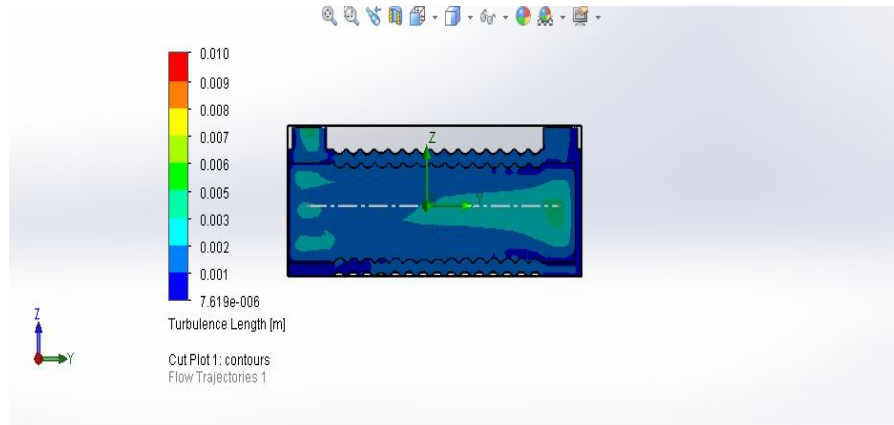 0.010
0.009
0.008
0.007
0.006
0.005
0.003
0.002
0.001
7.619e-006
Turbulence Length [m]
Cut Plot 1: contours
Flow Trajectories 1
Z
Y
Z
Y